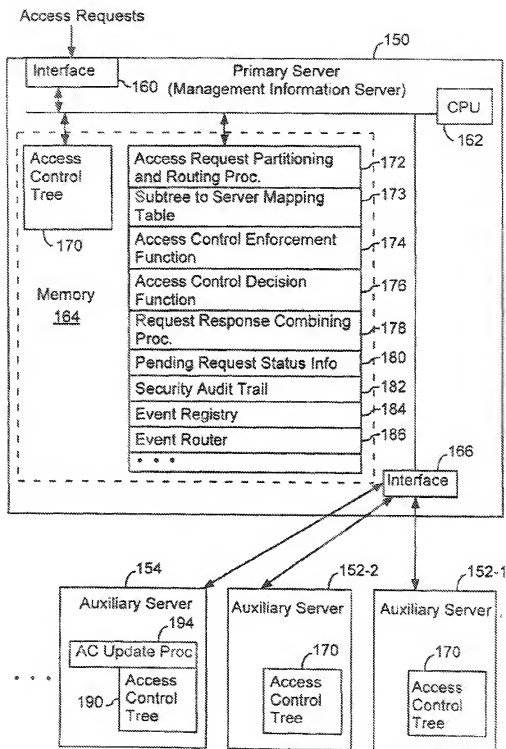 Access Requests
150
Interface
160
Primary Server
(Management Information Server)
CPU
162
Access
Control
Tree
170
Memory
164
Access Request Partitioning
and Routing Proc.
172
Subtree to Server Mapping
Table
173
Access Control Enforcement
Function
174
Access Control Decision
Function
176
Request Response Combining
Proc.
178
Pending Request Status Info
180
Security Audit Trail
182
Event Registry
184
Event Router
186
• • •
166
Interface
154
Auxiliary Server
194
AC Update Proc
190
Access
Control
Tree
152-2
Auxiliary Server
170
Access
Control
Tree
152-1
Auxiliary Server
170
Access
Control
Tree
• • •